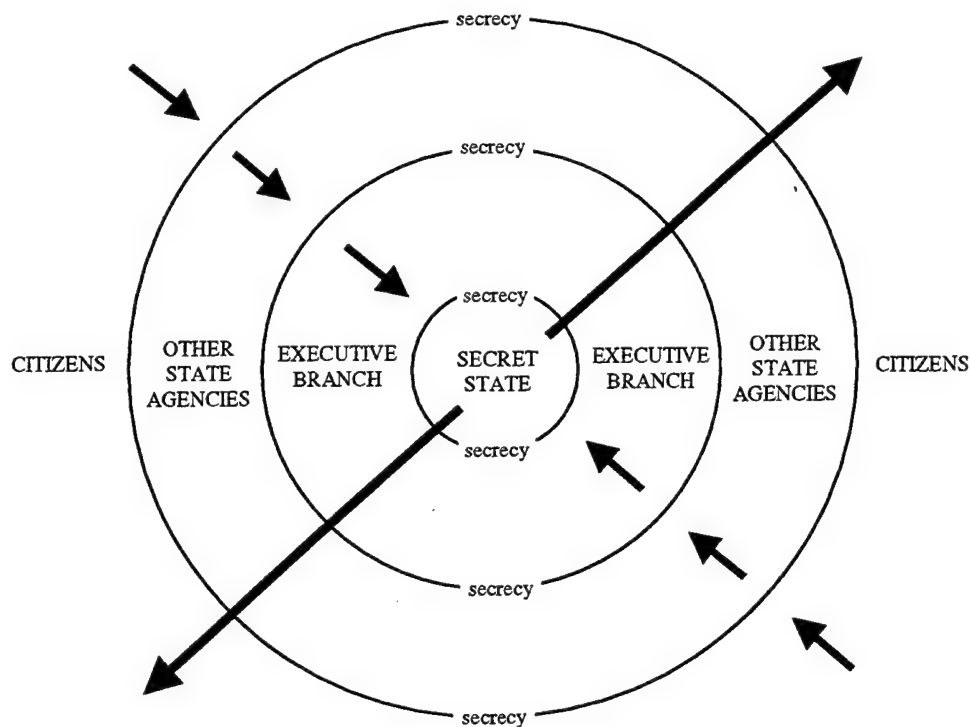 secrecy
secrecy
secrecy
CITIZENS
OTHER
STATE
AGENCIES
EXECUTIVE
BRANCH
SECRET
STATE
EXECUTIVE
BRANCH
OTHER
STATE
AGENCIES
CITIZENS
secrecy
secrecy
secrecy